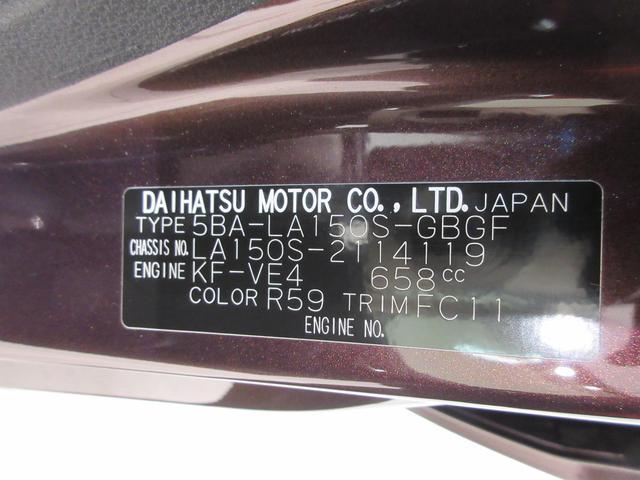 DAIHATSU MOTOR CO., LTD. JAPAN
TYPE 5BA-LA150S-GBGF
CHASSIS NO. LA150S-2114119
ENGINE KF-VE4 658cc
COLOR R59 TRIM FC11
ENGINE NO.